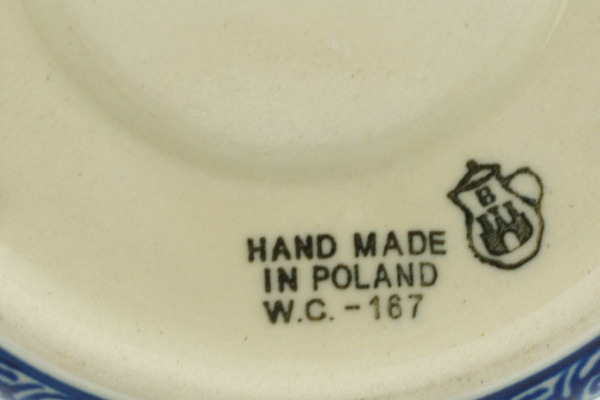 B
HAND MADE
IN POLAND
W.C. - 167